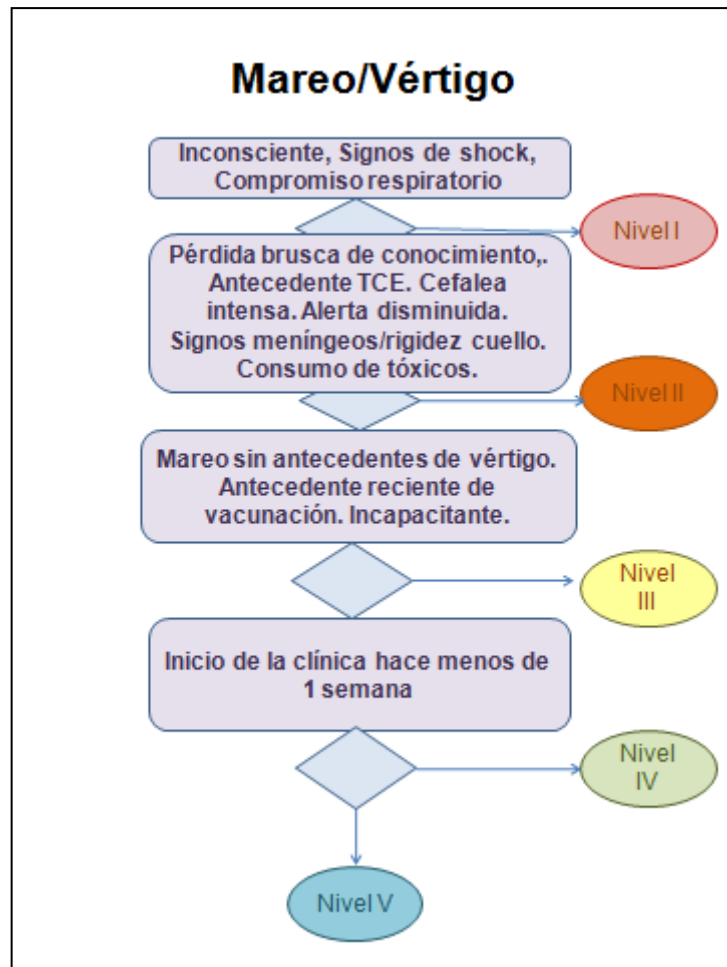 Mareo/Vértigo
Inconsciente, Signos de shock,
Compromiso respiratorio
Nivel I
Pérdida brusca de conocimiento,.
Antecedente TCE. Cefalea
intensa. Alerta disminuida.
Signos meníngeos/rigidez cuello.
Consumo de tóxicos.
Nivel II
Mareo sin antecedentes de vértigo.
Antecedente reciente de
vacunación. Incapacitante.
Nivel
III
Inicio de la clínica hace menos de
1 semana
Nivel
IV
Nivel V